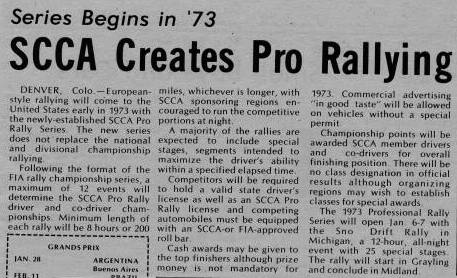 Series Begins in '73
SCCA Creates Pro Rallying
DENVER, Colo.—European-
style rallying will come to the
United States early in 1973 with
the newly-established SCCA Pro
Rally Series. The new series
does not replace the national
and divisional championship
rallying.
Following the format of the
FIA rally championship series, a
maximum of 12 events will
determine the SCCA Pro Rally
driver and co-driver cham-
pionships. Minimum length of
each rally will be 8 hours or 200
GRANDS PRIX
JAN. 28 ARGENTINA
Buenos Aires
FEB. 11 BRAZIL
miles, whichever is longer, with
SCCA sponsoring regions en-
couraged to run the competitive
portions at night.
A majority of the rallies are
expected to include special
stages, segments intended to
maximize the driver's ability
within a specified elapsed time.
Competitors will be required
to hold a valid state driver's
license as well as an SCCA Pro
Rally license and competing
automobiles must be equipped
with an SCCA-or FIA-approved
roll bar.
Cash awards may be given to
the top finishers although prize
money is not mandatory for
1973. Commercial advertising
"in good taste" will be allowed
on vehicles without a special
permit.
Championship points will be
awarded SCCA member drivers
and co-drivers for overall
finishing position. There will be
no class designation in official
results although organizing
regions may wish to establish
classes for special awards.
The 1973 Professional Rally
Series will open Jan. 6-7 with
the Sno Drift Rally in
Michigan, a 12-hour, all-night
event with 25 special stages.
The rally will start in Grayling
and conclude in Midland.